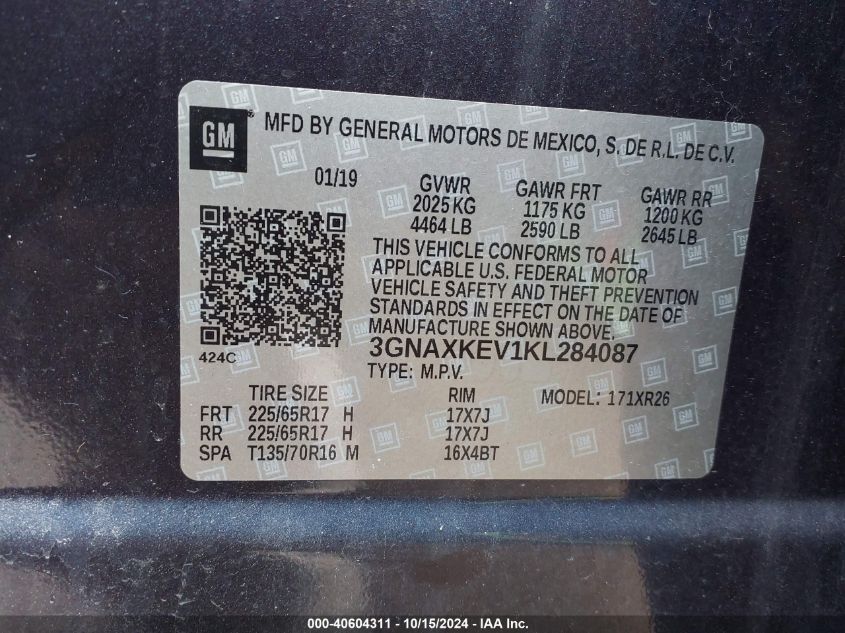 GM ® MFD BY GENERAL MOTORS DE MEXICO, S. DE R.L. DE C.V.
01/19 GVWR GAWR FRT GAWR RR
2025 KG 1175 KG 1200 KG
4464 LB 2590 LB 2645 LB
THIS VEHICLE CONFORMS TO ALL
APPLICABLE U.S. FEDERAL MOTOR
VEHICLE SAFETY AND THEFT PREVENTION
STANDARDS IN EFFECT ON THE DATE OF
MANUFACTURE SHOWN ABOVE.
424C 3GNAXKEV1KL284087
TYPE: M.P.V.
TIRE SIZE RIM MODEL: 171XR26
FRT 225/65R17 H 17X7J
RR 225/65R17 H 17X7J
SPA T135/70R16 M 16X4BT
000-40604311 - 10/15/2024 - IAA Inc.